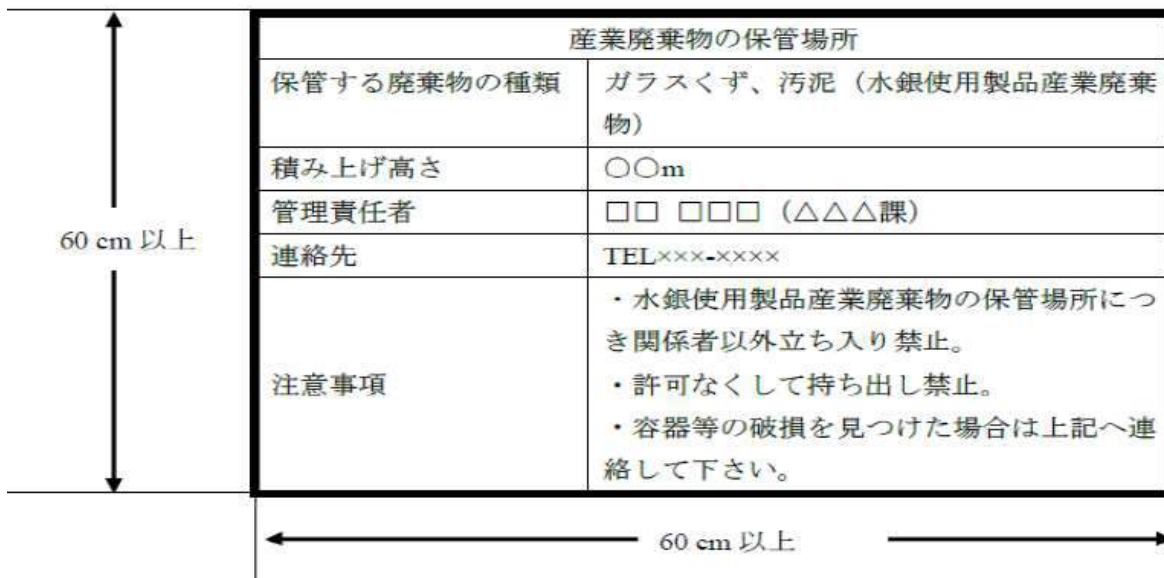 産業廃棄物の保管場所
保管する廃棄物の種類
ガラスくず、汚泥（水銀使用製品産業廃棄
物）
積み上げ高さ
○○m
管理責任者
□□ □□□（△△△課）
連絡先
TEL×××-××××
注意事項
・水銀使用製品産業廃棄物の保管場所につ
き関係者以外立ち入り禁止。
・許可なくして持ち出し禁止。
・容器等の破損を見つけた場合は上記へ連
絡して下さい。
60 cm 以上
60 cm 以上